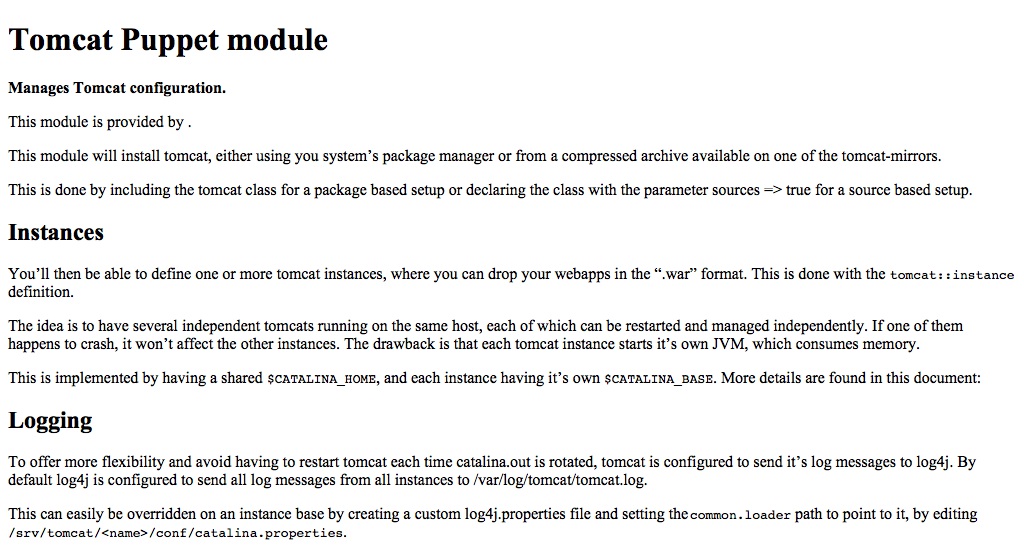 Tomcat Puppet module
Manages Tomcat configuration.
This module is provided by .
This module will install tomcat, either using you system’s package manager or from a compressed archive available on one of the tomcat-mirrors.
This is done by including the tomcat class for a package based setup or declaring the class with the parameter sources => true for a source based setup.
Instances
You’ll then be able to define one or more tomcat instances, where you can drop your webapps in the “.war” format. This is done with the tomcat::instance
definition.
The idea is to have several independent tomcats running on the same host, each of which can be restarted and managed independently. If one of them
happens to crash, it won’t affect the other instances. The drawback is that each tomcat instance starts it’s own JVM, which consumes memory.
This is implemented by having a shared $CATALINA_HOME, and each instance having it’s own $CATALINA_BASE. More details are found in this document:
Logging
To offer more flexibility and avoid having to restart tomcat each time catalina.out is rotated, tomcat is configured to send it’s log messages to log4j. By
default log4j is configured to send all log messages from all instances to /var/log/tomcat/tomcat.log.
This can easily be overridden on an instance base by creating a custom log4j.properties file and setting the common.loader path to point to it, by editing
/srv/tomcat/<name>/conf/catalina.properties.